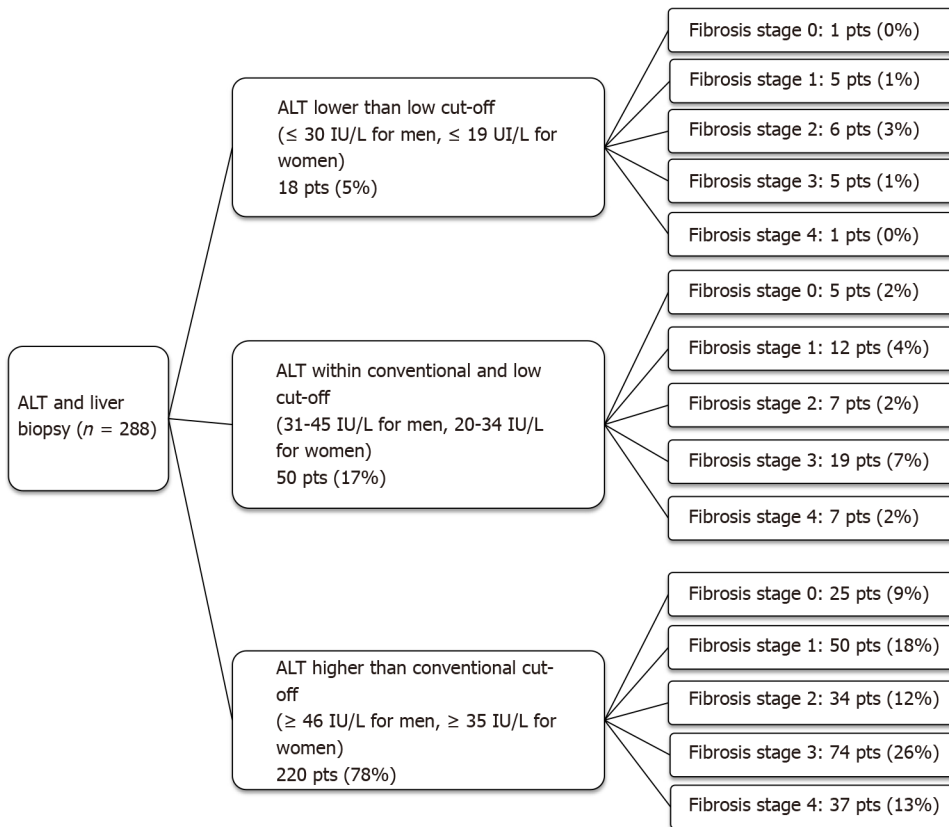 ALT and liver
biopsy (n = 288)
ALT lower than low cut-off
(≤ 30 IU/L for men, ≤ 19 UI/L for
women)
18 pts (5%)
Fibrosis stage 0: 1 pts (0%)
Fibrosis stage 1: 5 pts (1%)
Fibrosis stage 2: 6 pts (3%)
Fibrosis stage 3: 5 pts (1%)
Fibrosis stage 4: 1 pts (0%)
ALT within conventional and low
cut-off
(31-45 IU/L for men, 20-34 IU/L
for women)
50 pts (17%)
Fibrosis stage 0: 5 pts (2%)
Fibrosis stage 1: 12 pts (4%)
Fibrosis stage 2: 7 pts (2%)
Fibrosis stage 3: 19 pts (7%)
Fibrosis stage 4: 7 pts (2%)
ALT higher than conventional cut-
off
(≥ 46 IU/L for men, ≥ 35 IU/L for
women)
220 pts (78%)
Fibrosis stage 0: 25 pts (9%)
Fibrosis stage 1: 50 pts (18%)
Fibrosis stage 2: 34 pts (12%)
Fibrosis stage 3: 74 pts (26%)
Fibrosis stage 4: 37 pts (13%)